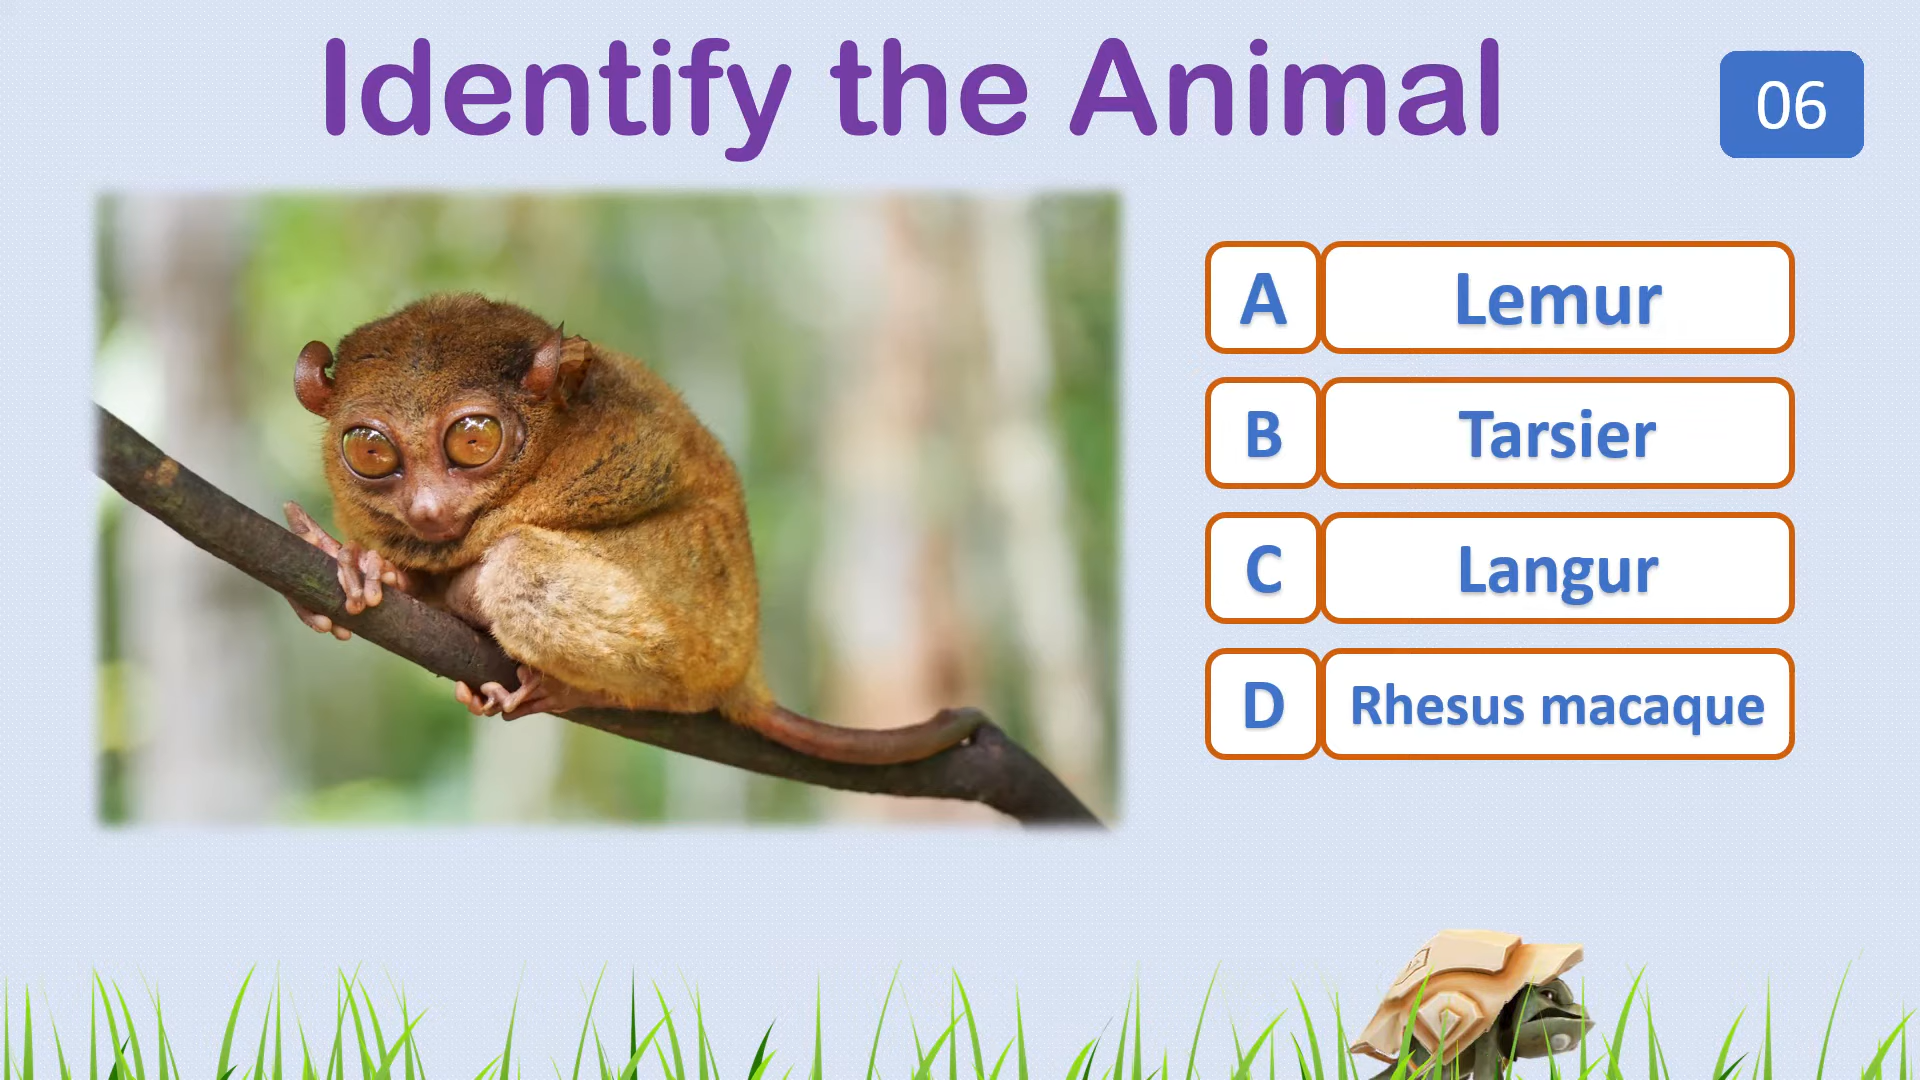 Identify the Animal
06
A Lemur
B Tarsier
C Langur
D Rhesus macaque